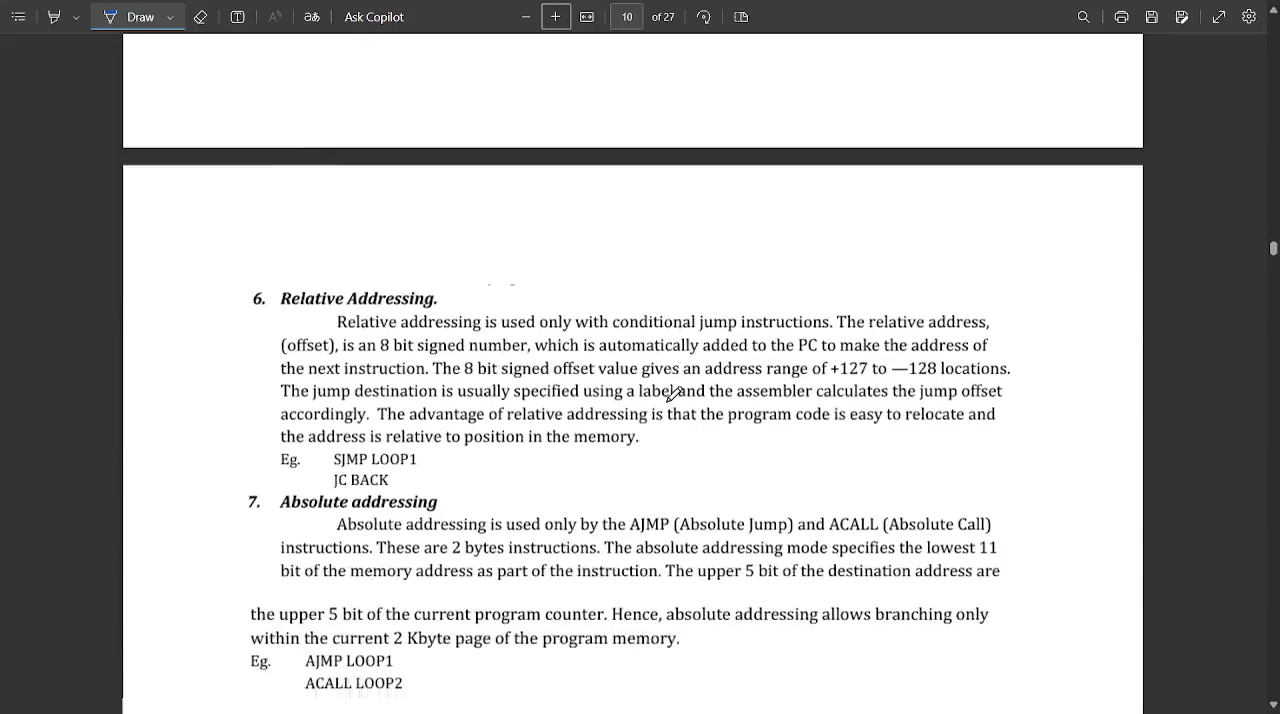 Draw
Ask Copilot
10 of 27
6. Relative Addressing.
Relative addressing is used only with conditional jump instructions. The relative address,
(offset), is an 8 bit signed number, which is automatically added to the PC to make the address of
the next instruction. The 8 bit signed offset value gives an address range of +127 to —128 locations.
The jump destination is usually specified using a label and the assembler calculates the jump offset
accordingly. The advantage of relative addressing is that the program code is easy to relocate and
the address is relative to position in the memory.
Eg. SJMP LOOP1
JC BACK
7. Absolute addressing
Absolute addressing is used only by the AJMP (Absolute Jump) and ACALL (Absolute Call)
instructions. These are 2 bytes instructions. The absolute addressing mode specifies the lowest 11
bit of the memory address as part of the instruction. The upper 5 bit of the destination address are
the upper 5 bit of the current program counter. Hence, absolute addressing allows branching only
within the current 2 Kbyte page of the program memory.
Eg. AJMP LOOP1
ACALL LOOP2